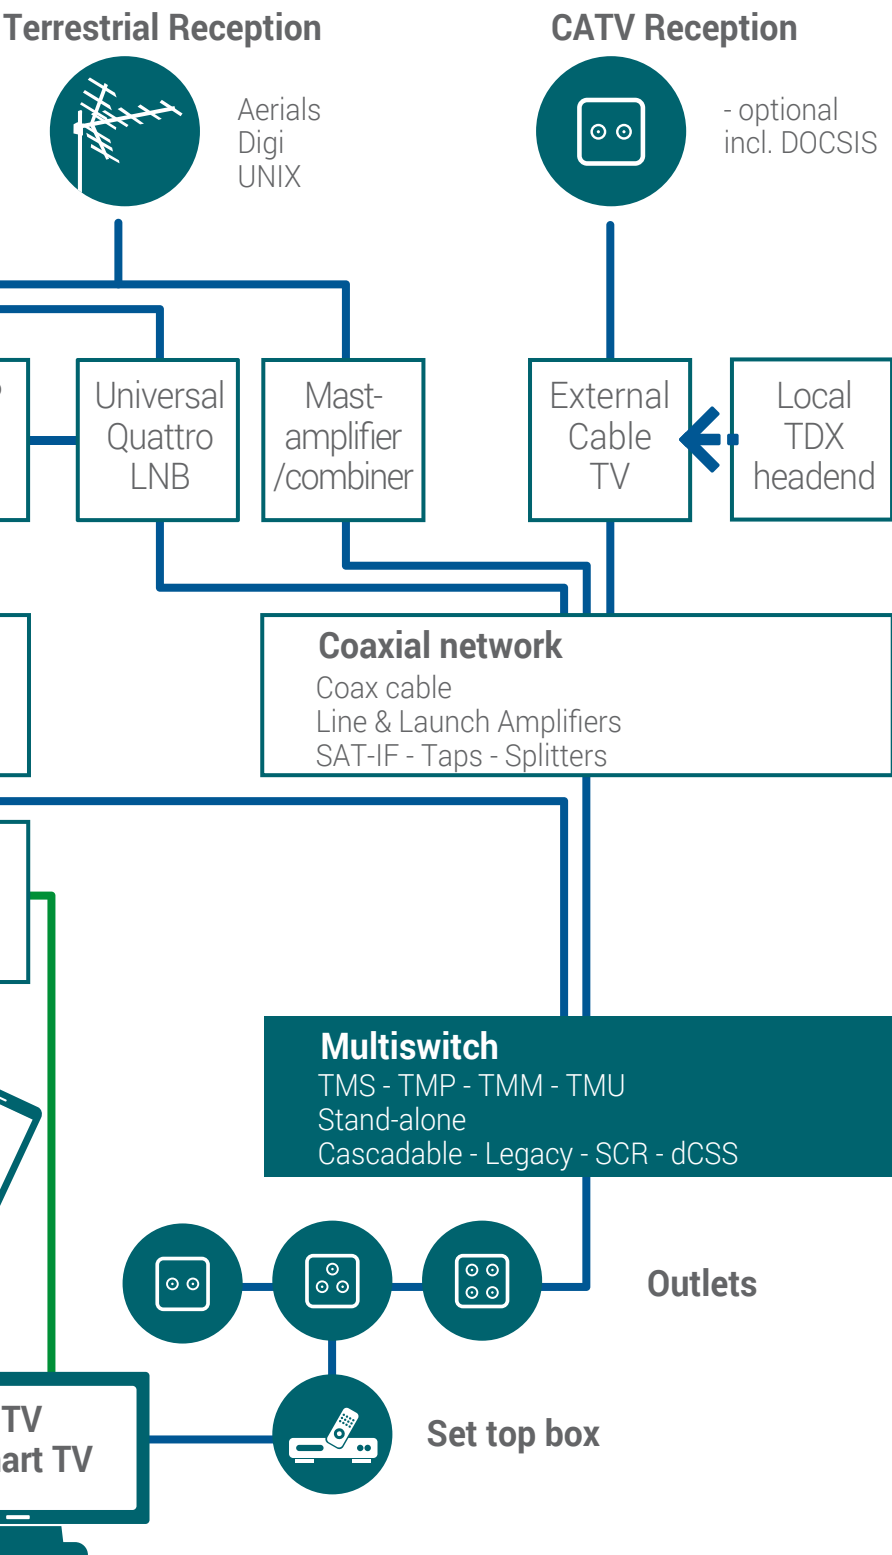 Terrestrial Reception
CATV Reception
Aerials
Digi
UNIX
- optional
incl. DOCSIS
Universal
Quattro
LNB
Mast-
amplifier
/combiner
External
Cable
TV
Local
TDX
headend
Coaxial network
Coax cable
Line & Launch Amplifiers
SAT-IF - Taps - Splitters
Multiswitch
TMS - TMP - TMM - TMU
Stand-alone
Cascadable - Legacy - SCR - dCSS
Outlets
Set top box
TV
art TV